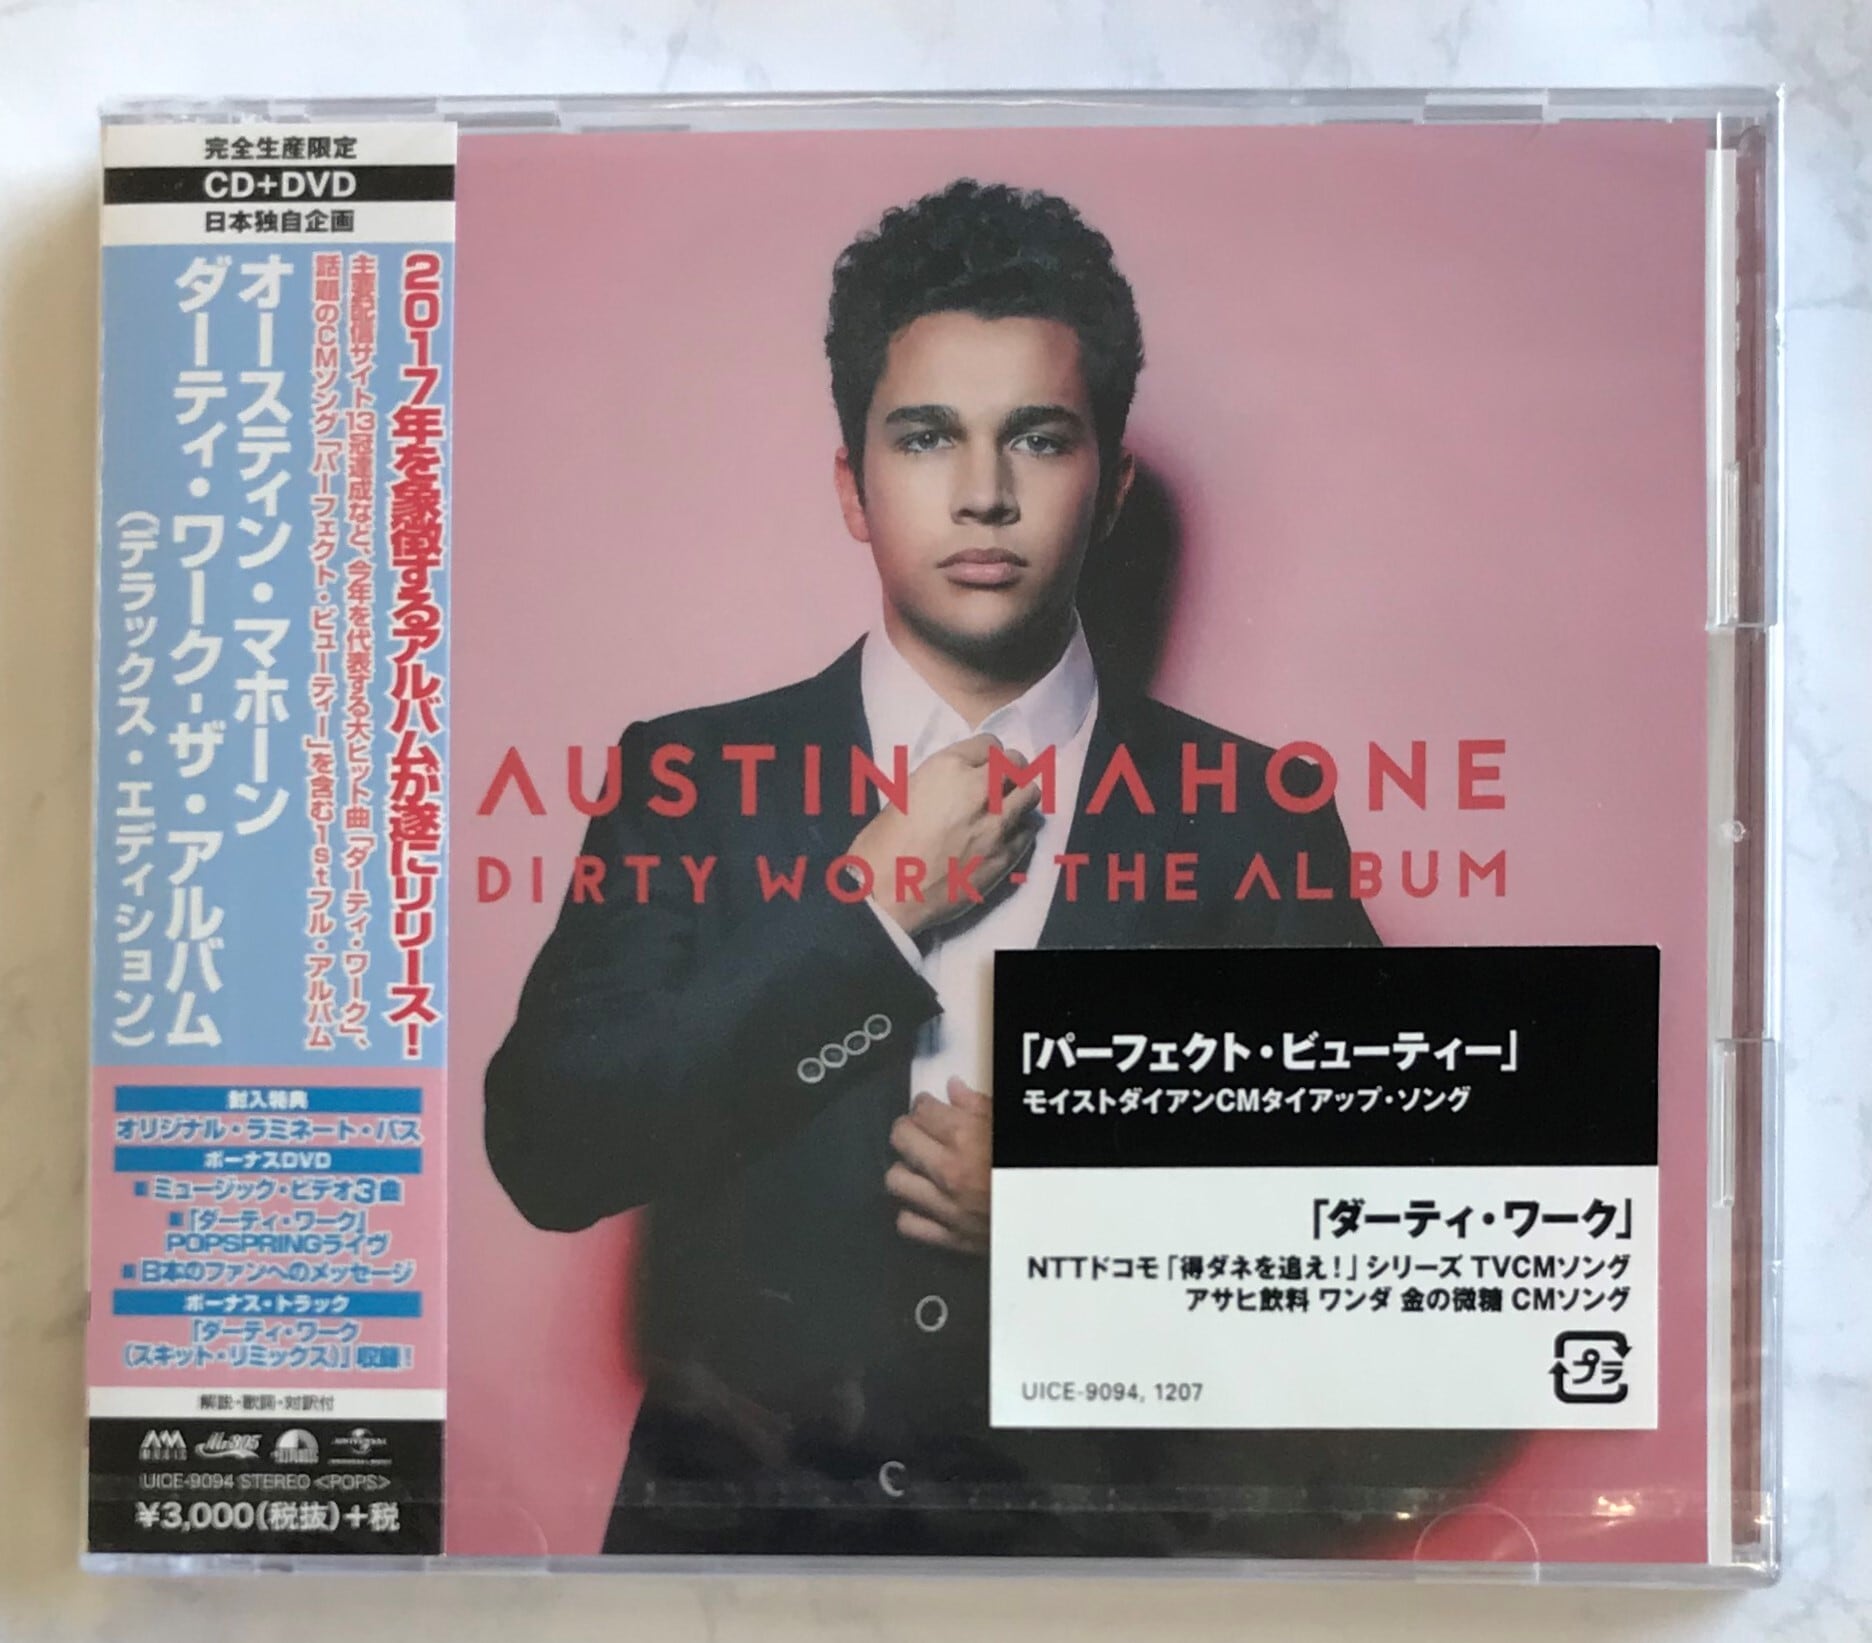 完全生産限定
CD+DVD
日本独自企画
2017年を象徴するアルバムが遂にリリース!
主要配信サイト13冠達成など、今年を代表する大ヒット曲「ダーティ・ワーク」、
話題のCMソング「パーフェクト・ビューティー」を含む1stフル・アルバム
オースティン・マホーン
ダーティ・ワーク-ザ・アルバム
(デラックス・エディション)
封入特典
オリジナル・ラミネート・パス
ボーナスDVD
■ミュージック・ビデオ3曲
■「ダーティ・ワーク」
POPSPRINGライヴ
■日本のファンへのメッセージ
ボーナス・トラック
「ダーティ・ワーク
(スキット・リミックス)」収録!
解説・歌詞・対訳付
AM MUSIC Mr.305 UNIVERSAL
UICE-9094 STEREO <POPS>
¥3,000(税抜)+税
AUSTIN MAHONE
DIRTY WORK - THE ALBUM
「パーフェクト・ビューティー」
モイストダイアンCMタイアップ・ソング
「ダーティ・ワーク」
NTTドコモ「得ダネを追え!」シリーズ TVCMソング
アサヒ飲料 ワンダ 金の微糖 CMソング
プラ
UICE-9094, 1207